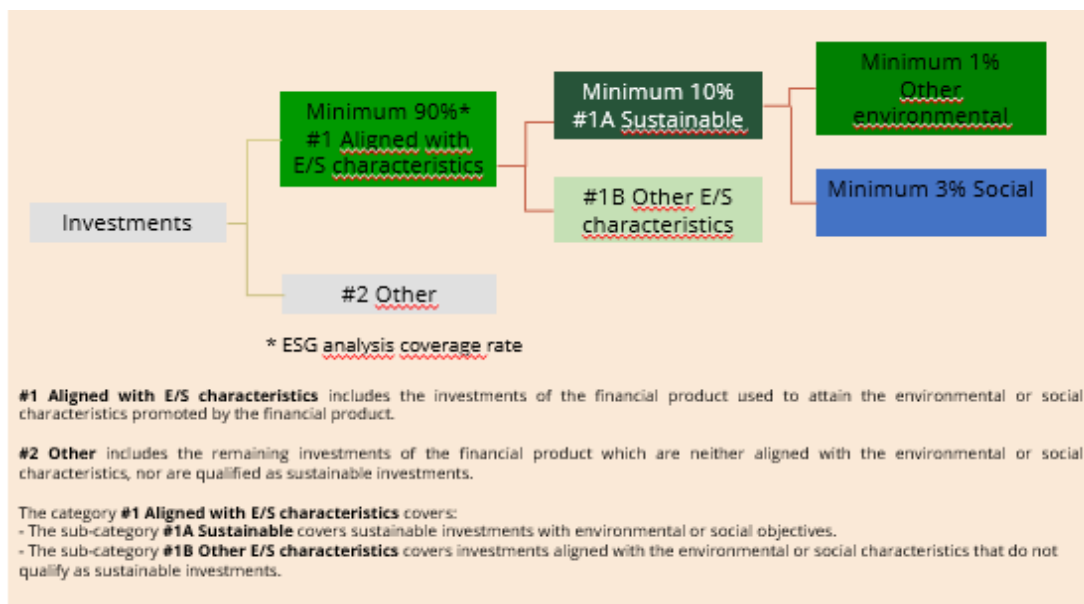 Minimum 1%
Other
environmental
Minimum 10%
#1A Sustainable
Minimum 90%*
#1 Aligned with
E/S characteristics
Minimum 3% Social
#1B Other E/S
characteristics
Investments
#2 Other
* ESG analysis coverage rate
#1 Aligned with E/S characteristics includes the investments of the financial product used to attain the environmental or social
characteristics promoted by the financial product.
#2 Other includes the remaining investments of the financial product which are neither aligned with the environmental or social
characteristics, nor are qualified as sustainable investments.
The category #1 Aligned with E/S characteristics covers:
- The sub-category #1A Sustainable covers sustainable investments with environmental or social objectives.
- The sub-category #1B Other E/S characteristics covers investments aligned with the environmental or social characteristics that do not
qualify as sustainable investments.